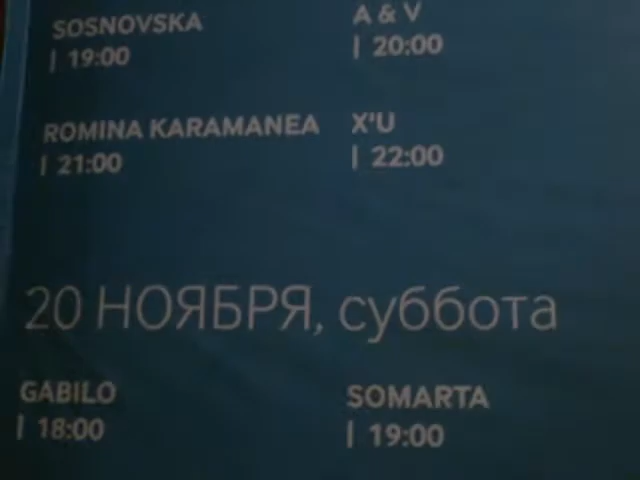 SOSNOVSKA
| 19:00
A & V
| 20:00
ROMINA KARAMANEA
| 21:00
X'U
| 22:00
20 НОЯБРЯ, суббота
GABILO
| 18:00
SOMARTA
| 19:00